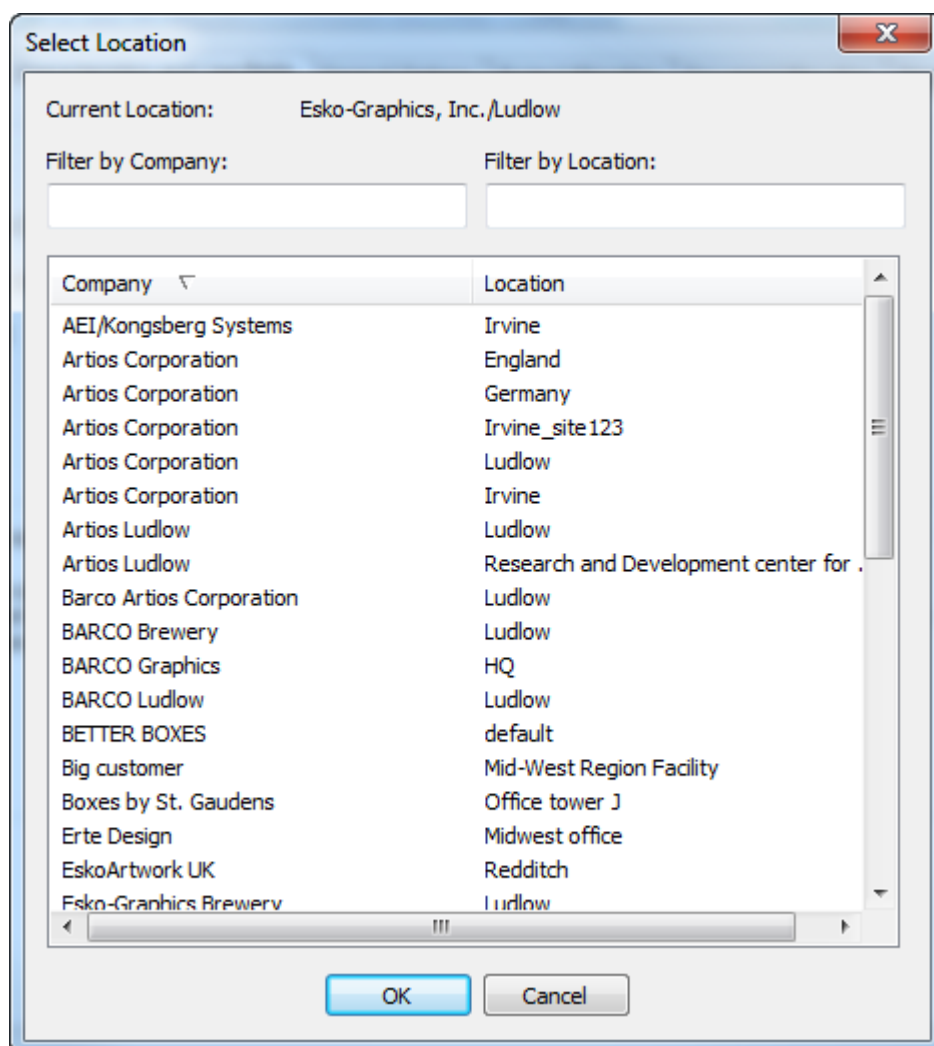 Select Location
Current Location: Esko-Graphics, Inc./Ludlow
Filter by Company: Filter by Location:
Company Location
AEI/Kongsberg Systems Irvine
Artios Corporation England
Artios Corporation Germany
Artios Corporation Irvine_site123
Artios Corporation Ludlow
Artios Corporation Irvine
Artios Ludlow Ludlow
Artios Ludlow Research and Development center for .
Barco Artios Corporation Ludlow
BARCO Brewery Ludlow
BARCO Graphics HQ
BARCO Ludlow Ludlow
BETTER BOXES default
Big customer Mid-West Region Facility
Boxes by St. Gaudens Office tower J
Erte Design Midwest office
EskoArtwork UK Redditch
Esko-Graphics Brewery Ludlow
OK Cancel